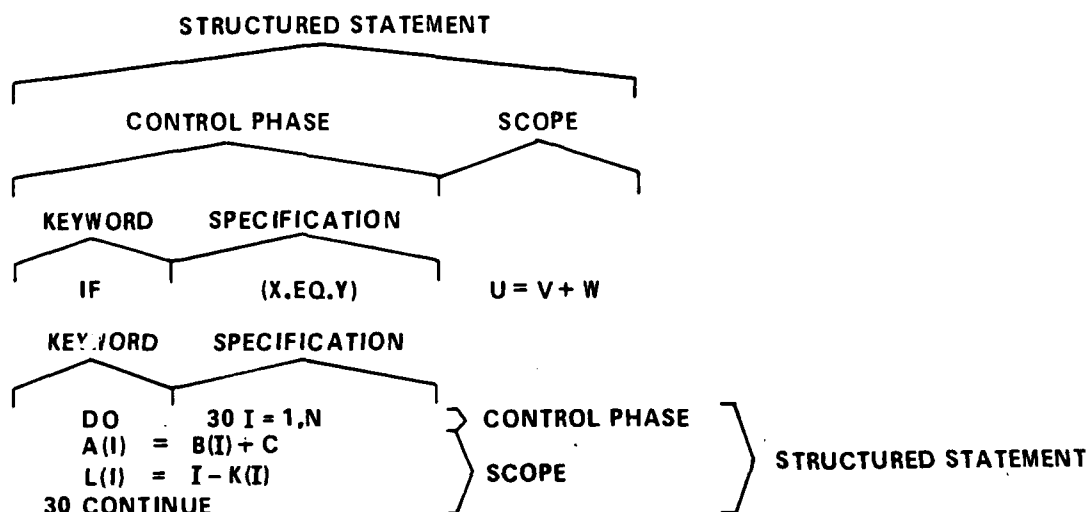 STRUCTURED STATEMENT
CONTROL PHASE SCOPE
KEYWORD SPECIFICATION
IF (X.EQ.Y) U = V + W
KEYWORD SPECIFICATION
DO 30 I = 1,N CONTROL PHASE
A(I) = B(I) + C
L(I) = I – K(I) SCOPE STRUCTURED STATEMENT
30 CONTINUE